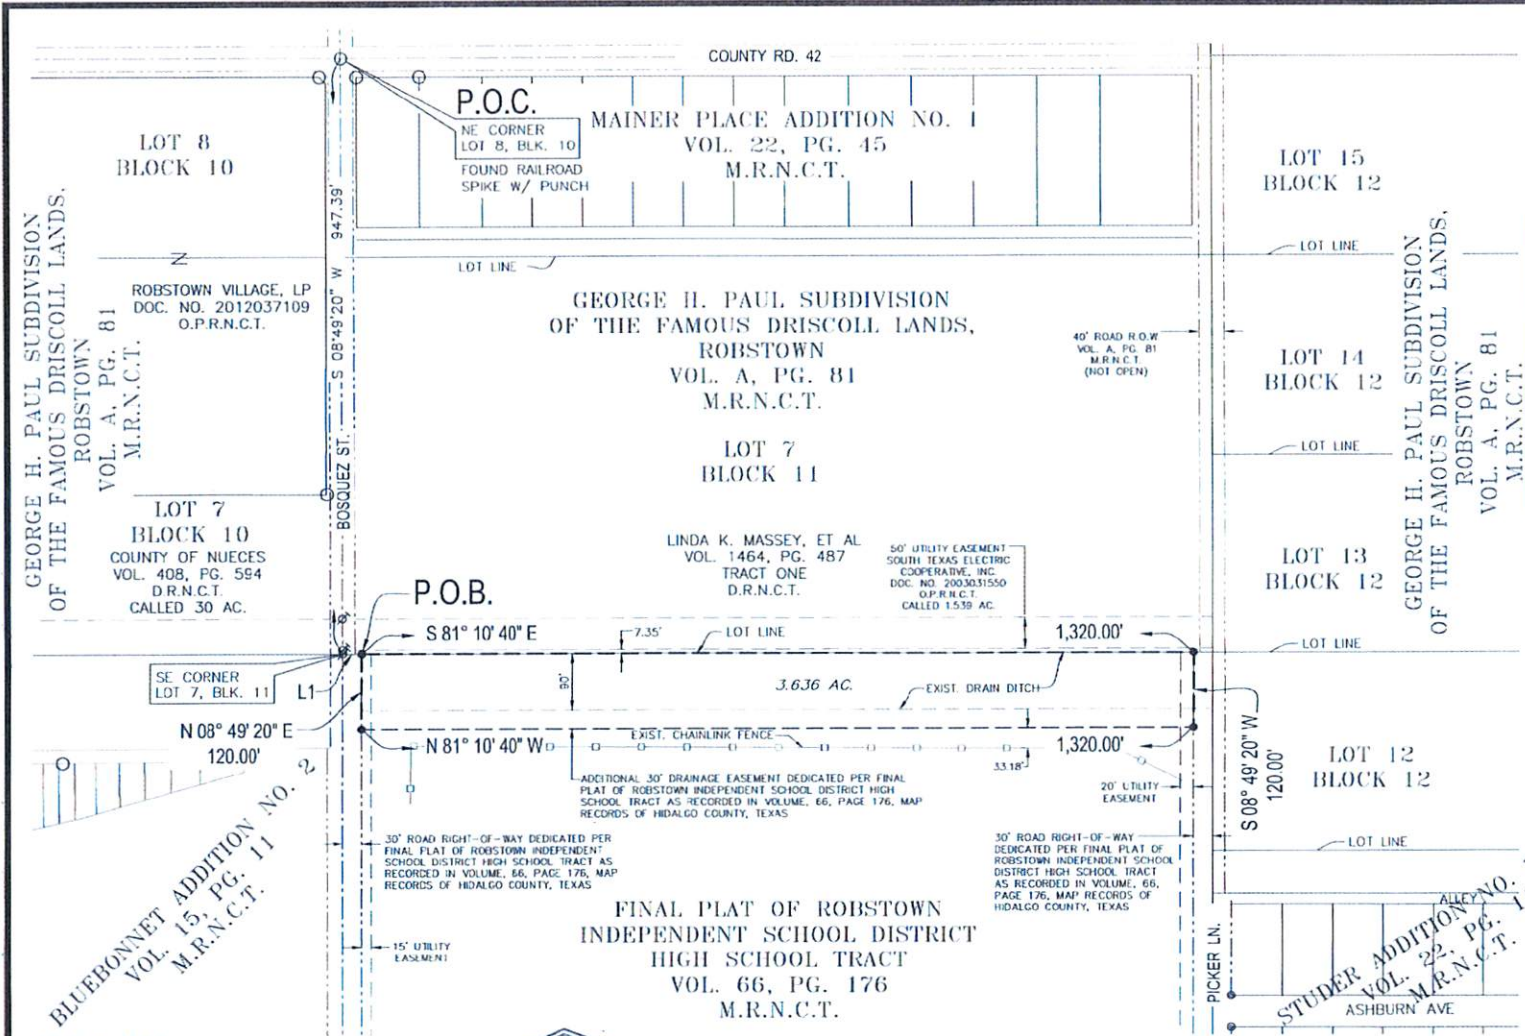 COUNTY RD. 42
P.O.C.
NE CORNER
LOT 8, BLK. 10
FOUND RAILROAD
SPIKE W/ PUNCH
MAINER PLACE ADDITION NO. 1
VOL. 22, PG. 45
M.R.N.C.T.
LOT 8
BLOCK 10
LOT 15
BLOCK 12
GEORGE H. PAUL SUBDIVISION
OF THE FAMOUS DRISCOLL LANDS.
ROBSTOWN
VOL. A, PG. 81
M.R.N.C.T.
947.39'
S 08°49'20" W
BOSQUEZ ST.
N
LOT LINE
LOT LINE
ROBSTOWN VILLAGE, LP
DOC. NO. 2012037109
O.P.R.N.C.T.
GEORGE H. PAUL SUBDIVISION
OF THE FAMOUS DRISCOLL LANDS,
ROBSTOWN
VOL. A, PG. 81
M.R.N.C.T.
40' ROAD R.O.W
VOL. A, PG. 81
M.R.N.C.T.
(NOT OPEN)
LOT 14
BLOCK 12
GEORGE H. PAUL SUBDIVISION
OF THE FAMOUS DRISCOLL LANDS,
ROBSTOWN
VOL. A, PG. 81
M.R.N.C.T.
LOT LINE
LOT 7
BLOCK 11
LOT 7
BLOCK 10
COUNTY OF NUECES
VOL. 408, PG. 594
D.R.N.C.T.
CALLED 30 AC.
LINDA K. MASSEY, ET AL
VOL. 1464, PG. 487
TRACT ONE
D.R.N.C.T.
50' UTILITY EASEMENT
SOUTH TEXAS ELECTRIC
COOPERATIVE, INC.
DOC. NO. 2003031550
O.P.R.N.C.T.
CALLED 1.539 AC.
LOT 13
BLOCK 12
P.O.B.
S 81° 10' 40" E
7.35'
LOT LINE
1,320.00'
LOT LINE
SE CORNER
LOT 7, BLK. 11
L1
90'
3.636 AC.
EXIST. DRAIN DITCH
N 08° 49' 20" E
120.00'
N 81° 10' 40" W
EXIST. CHAINLINK FENCE
1,320.00'
33.18'
S 08° 49' 20" W
120.00'
LOT 12
BLOCK 12
ADDITIONAL 30' DRAINAGE EASEMENT DEDICATED PER FINAL
PLAT OF ROBSTOWN INDEPENDENT SCHOOL DISTRICT HIGH
SCHOOL TRACT AS RECORDED IN VOLUME, 66, PAGE 176, MAP
RECORDS OF HIDALGO COUNTY, TEXAS
20' UTILITY
EASEMENT
BLUEBONNET ADDITION NO. 2
VOL. 15, PG. 11
M.R.N.C.T.
30' ROAD RIGHT-OF-WAY DEDICATED PER
FINAL PLAT OF ROBSTOWN INDEPENDENT
SCHOOL DISTRICT HIGH SCHOOL TRACT AS
RECORDED IN VOLUME, 66, PAGE 176, MAP
RECORDS OF HIDALGO COUNTY, TEXAS
30' ROAD RIGHT-OF-WAY
DEDICATED PER FINAL PLAT OF
ROBSTOWN INDEPENDENT SCHOOL
DISTRICT HIGH SCHOOL TRACT
AS RECORDED IN VOLUME, 66,
PAGE 176, MAP RECORDS OF
HIDALGO COUNTY, TEXAS
LOT LINE
15' UTILITY
EASEMENT
FINAL PLAT OF ROBSTOWN
INDEPENDENT SCHOOL DISTRICT
HIGH SCHOOL TRACT
VOL. 66, PG. 176
M.R.N.C.T.
PICKER LN.
ALLEY
STUDER ADDITION NO.
VOL. 22, PG. 1
M.R.N.C.T.
ASHBURN AVE